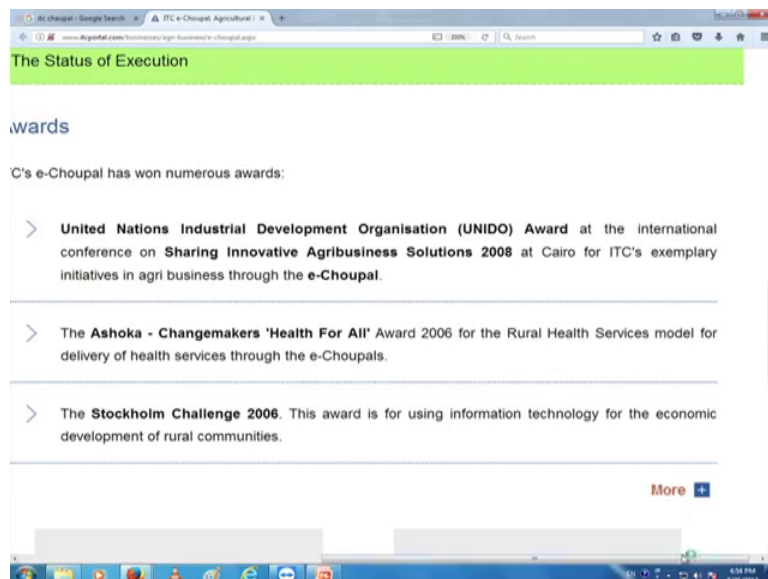 itc choupal - Google Search
ITC e-Choupal, Agricultural
www.itcportal.com/businesses/agri-business/e-choupal.aspx
200%
Search
The Status of Execution
wards
TC's e-Choupal has won numerous awards:
United Nations Industrial Development Organisation (UNIDO) Award at the international
conference on Sharing Innovative Agribusiness Solutions 2008 at Cairo for ITC's exemplary
initiatives in agri business through the e-Choupal.
The Ashoka - Changemakers 'Health For All' Award 2006 for the Rural Health Services model for
delivery of health services through the e-Choupals.
The Stockholm Challenge 2006. This award is for using information technology for the economic
development of rural communities.
More
EN
6:54 PM